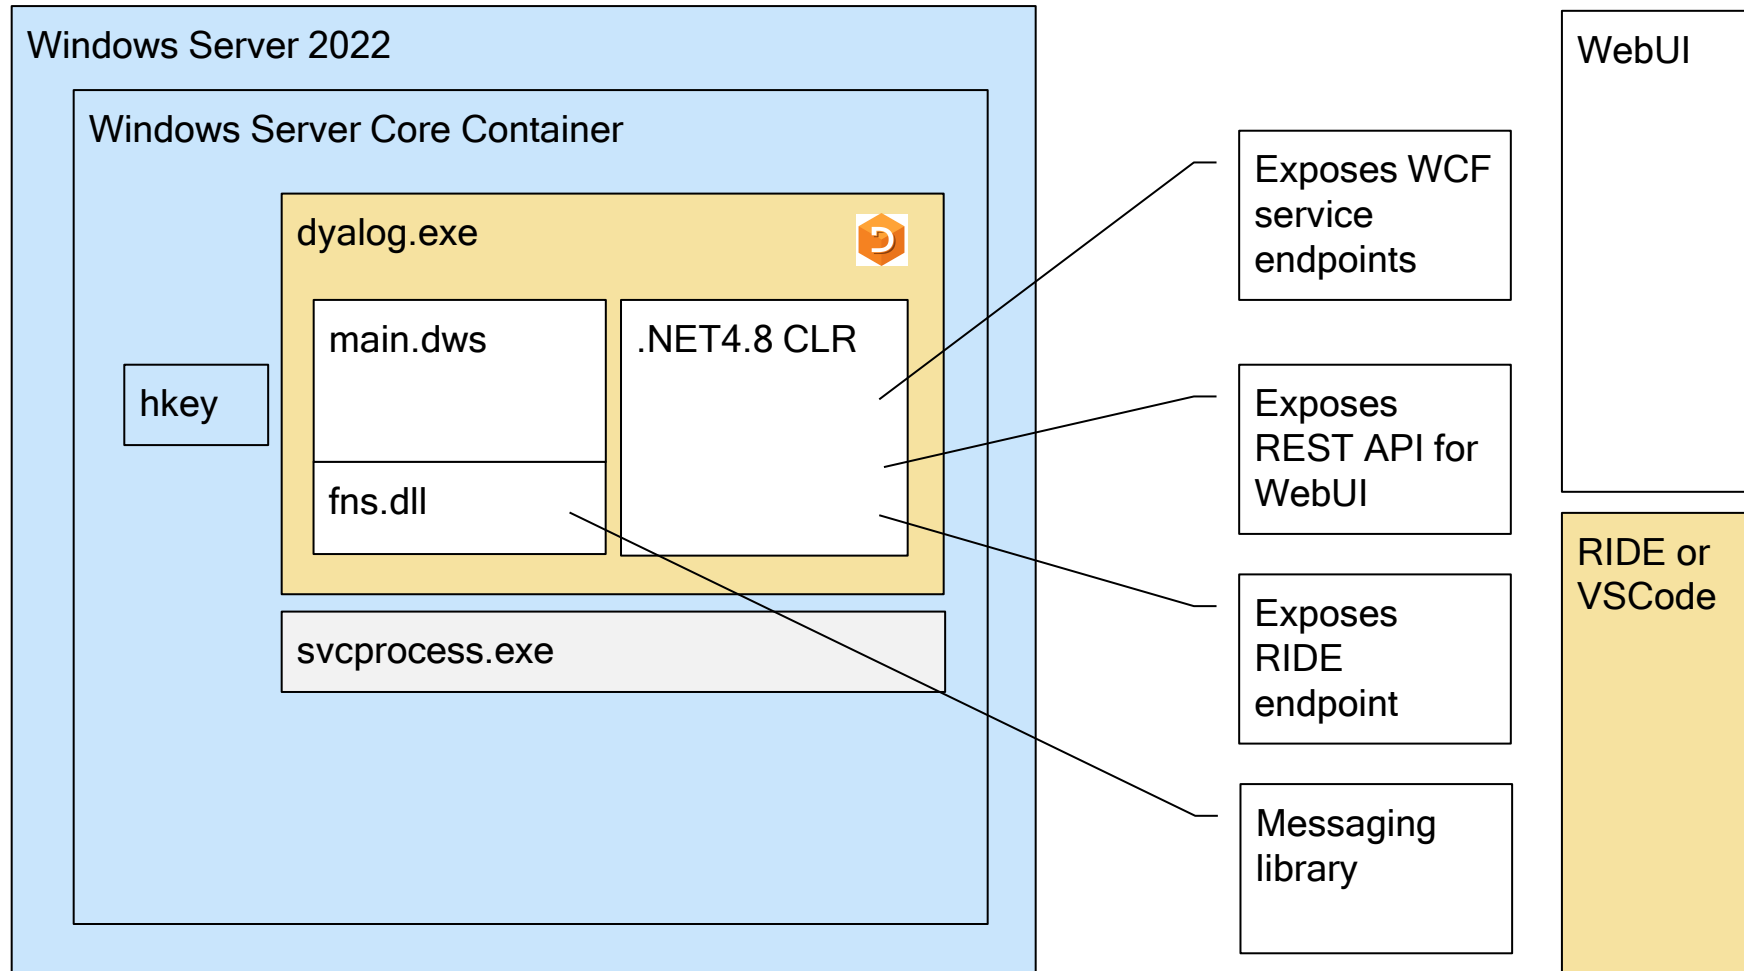 Windows Server 2022
Windows Server Core Container
dyalog.exe
main.dws
.NET4.8 CLR
hkey
fns.dll
svcprocess.exe
Exposes WCF
service
endpoints
Exposes
REST API for
WebUI
Exposes
RIDE
endpoint
Messaging
library
WebUI
RIDE or
VSCode